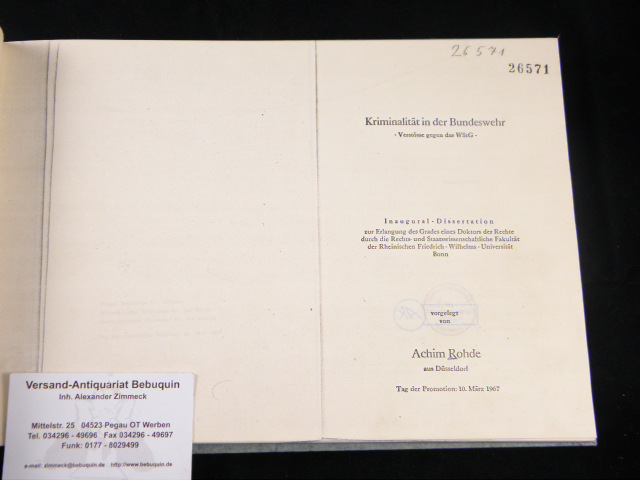 26571
26571
Kriminalität in der Bundeswehr
- Verstösse gegen das WStG -
Inaugural - Dissertation
zur Erlangung des Grades eines Doktors der Rechte
durch die Rechts- und Staatswissenschaftliche Fakultät
der Rheinischen Friedrich - Wilhelms - Universität
Bonn
vorgelegt
von
Achim Rohde
aus Düsseldorf
Tag der Promotion: 10. März 1967
Versand-Antiquariat Bebuquin
Inh. Alexander Zimmeck
Mittelstr. 25 04523 Pegau OT Werben
Tel. 034296 - 49696 Fax 034296 - 49697
Funk: 0177 - 8029499
e-mail: zimmeck@bebuquin.de http://www.bebuquin.de